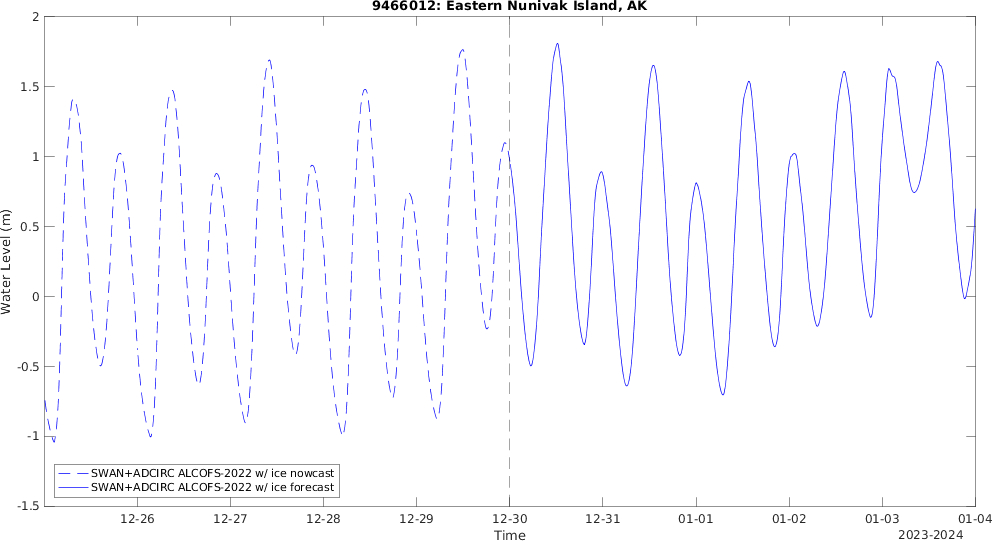 9466012: Eastern Nunivak Island, AK
2
1.5
1
0.5
0
-0.5
-1
-1.5
Water Level (m)
SWAN+ADCIRC ALCOFS-2022 w/ ice nowcast
SWAN+ADCIRC ALCOFS-2022 w/ ice forecast
12-26 12-27 12-28 12-29 12-30 12-31 01-01 01-02 01-03 01-04
Time
2023-2024